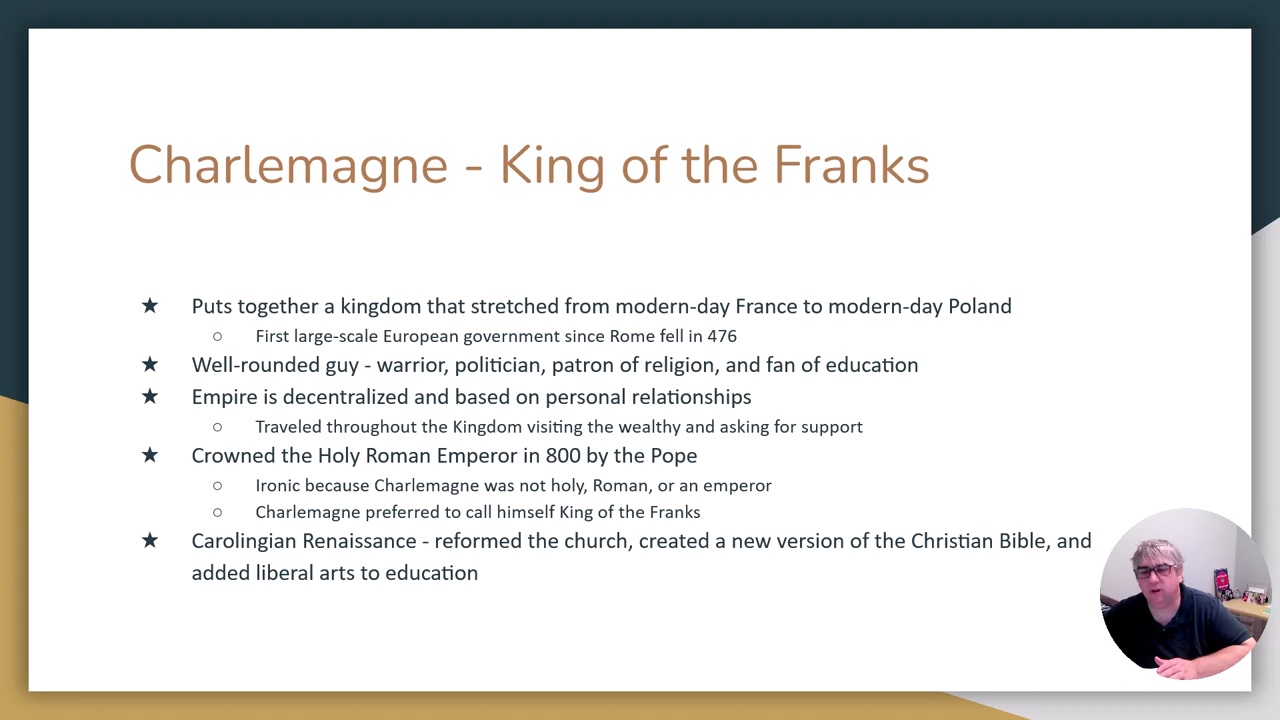 Charlemagne - King of the Franks
★ Puts together a kingdom that stretched from modern-day France to modern-day Poland
○ First large-scale European government since Rome fell in 476
★ Well-rounded guy - warrior, politician, patron of religion, and fan of education
★ Empire is decentralized and based on personal relationships
○ Traveled throughout the Kingdom visiting the wealthy and asking for support
★ Crowned the Holy Roman Emperor in 800 by the Pope
○ Ironic because Charlemagne was not holy, Roman, or an emperor
○ Charlemagne preferred to call himself King of the Franks
★ Carolingian Renaissance - reformed the church, created a new version of the Christian Bible, and
added liberal arts to education